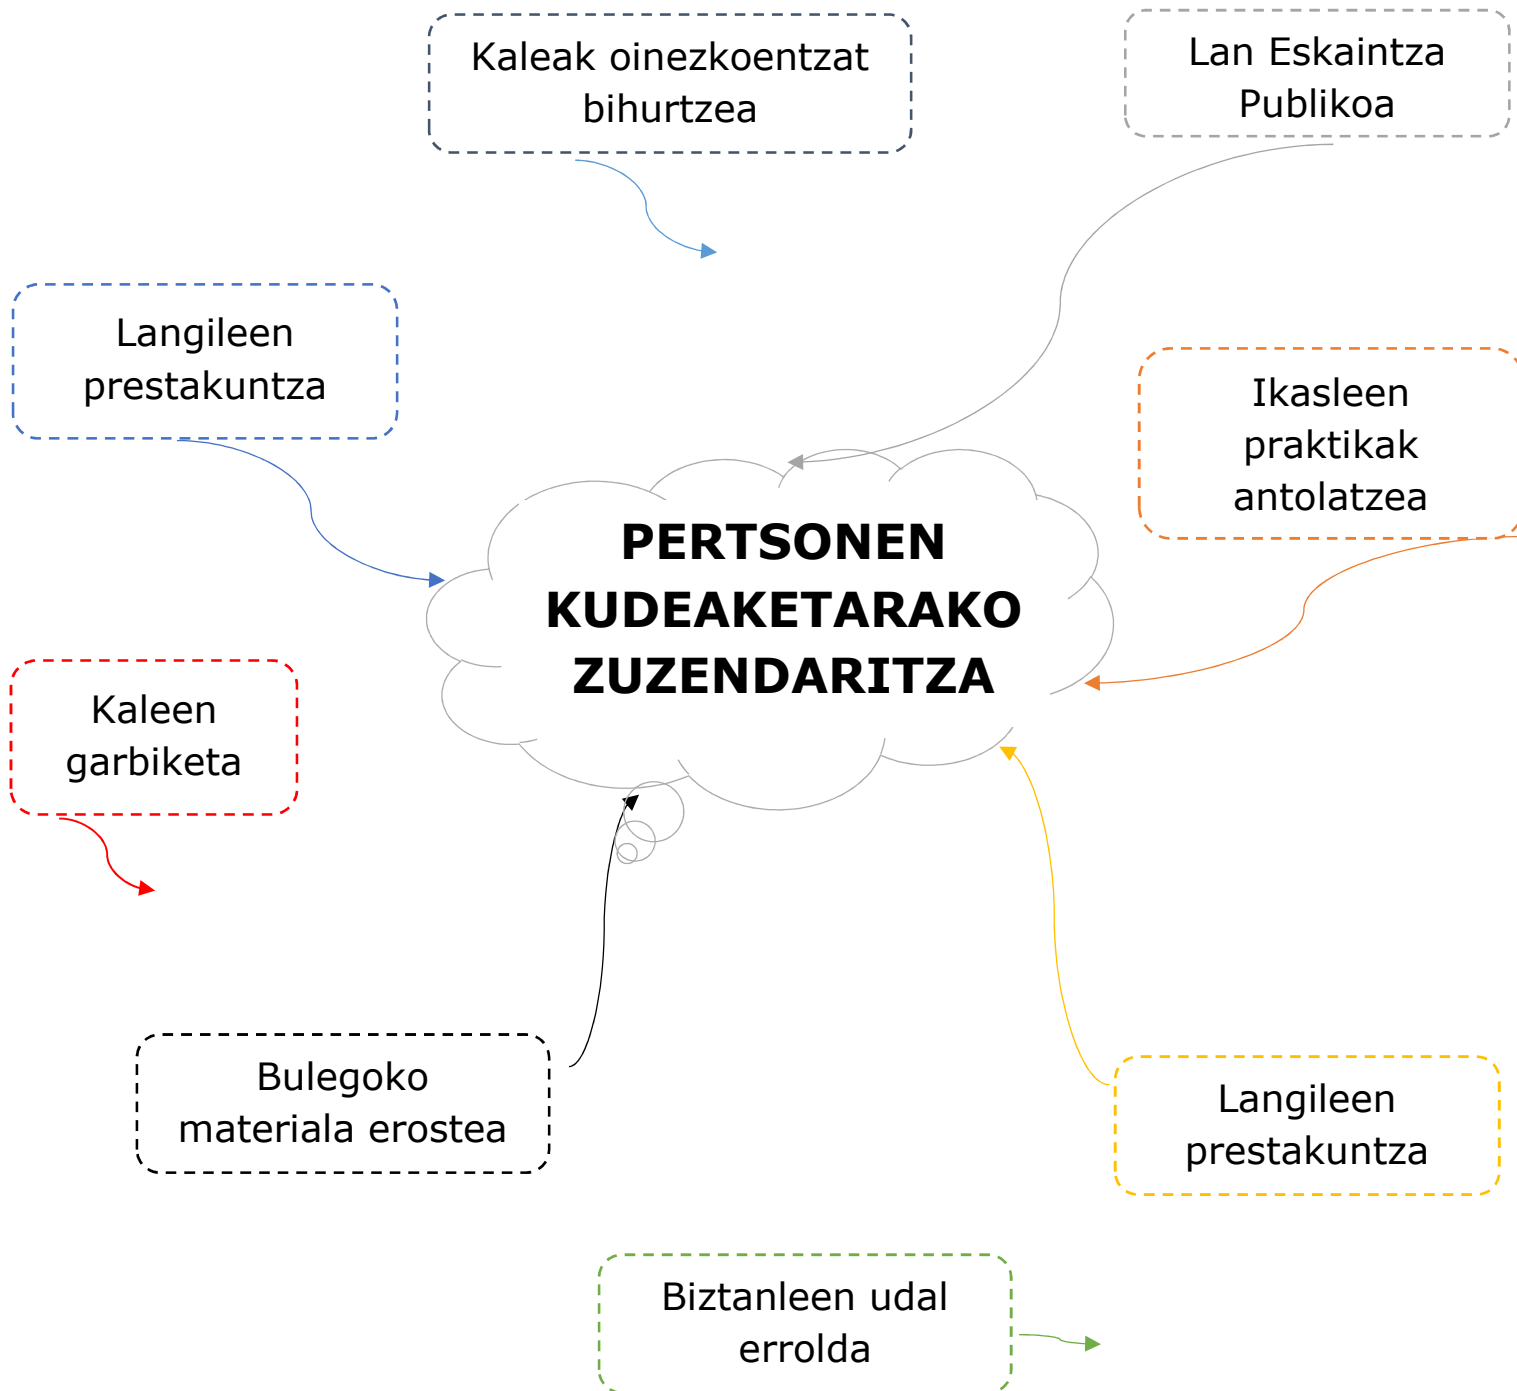 Kaleak oinezkoentzat
bihurtzea
Lan Eskaintza
Publikoa
Langileen
prestakuntza
Ikasleen
praktikak
antolatzea
PERTSONEN
KUDEAKETARAKO
ZUZENDARITZA
Kaleen
garbiketa
Bulegoko
materiala erostea
Langileen
prestakuntza
Biztanleen udal
errolda